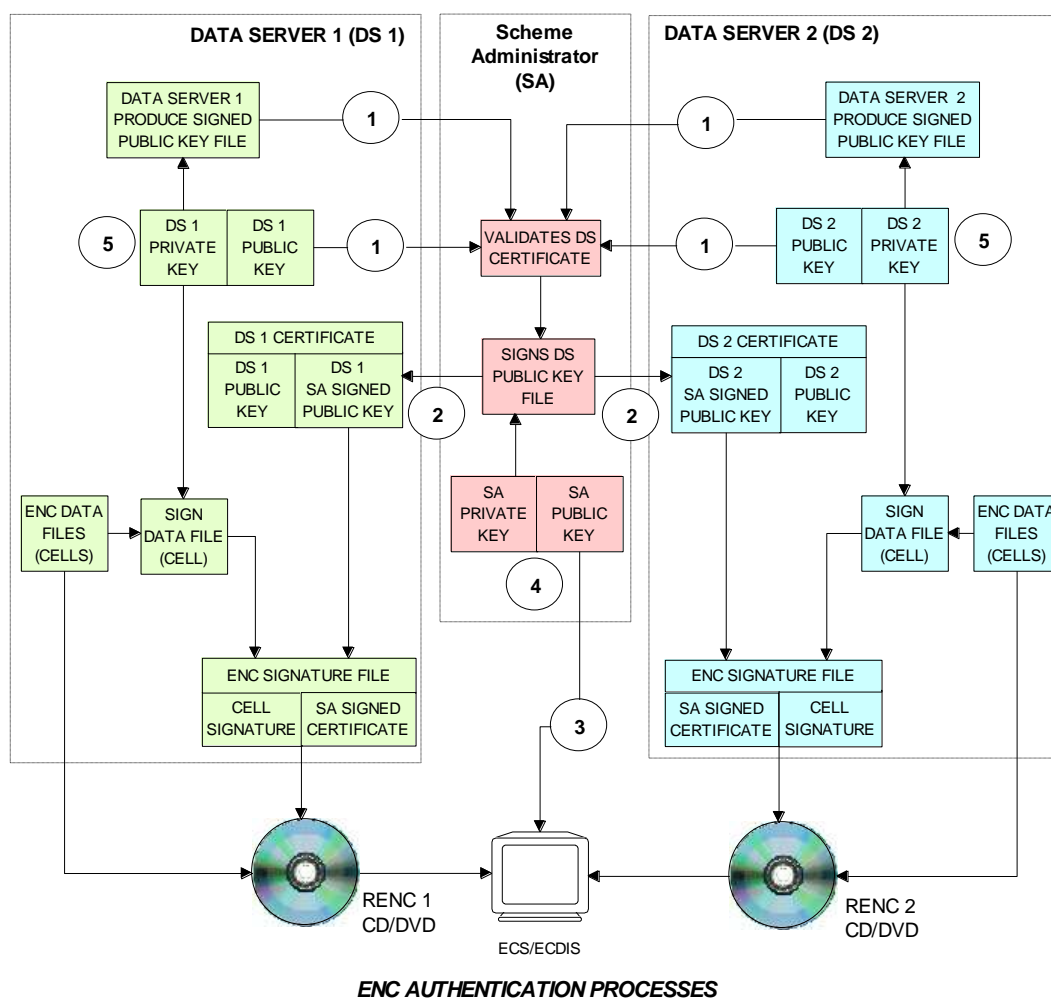 DATA SERVER 1 (DS 1)
Scheme
Administrator
(SA)
DATA SERVER 2 (DS 2)
DATA SERVER 1
PRODUCE SIGNED
PUBLIC KEY FILE
1
1
DATA SERVER 2
PRODUCE SIGNED
PUBLIC KEY FILE
5
DS 1
PRIVATE
KEY
DS 1
PUBLIC
KEY
1
VALIDATES DS
CERTIFICATE
1
DS 2
PUBLIC
KEY
DS 2
PRIVATE
KEY
5
DS 1 CERTIFICATE
DS 1
PUBLIC
KEY
DS 1
SA SIGNED
PUBLIC KEY
2
SIGNS DS
PUBLIC KEY
FILE
2
DS 2 CERTIFICATE
DS 2
SA SIGNED
PUBLIC KEY
DS 2
PUBLIC
KEY
SA
PRIVATE
KEY
SA
PUBLIC
KEY
4
ENC DATA
FILES
(CELLS)
SIGN
DATA FILE
(CELL)
SIGN
DATA FILE
(CELL)
ENC DATA
FILES
(CELLS)
ENC SIGNATURE FILE
CELL
SIGNATURE
SA SIGNED
CERTIFICATE
3
ENC SIGNATURE FILE
SA SIGNED
CERTIFICATE
CELL
SIGNATURE
RENC 1
CD/DVD
ECS/ECDIS
RENC 2
CD/DVD
ENC AUTHENTICATION PROCESSES